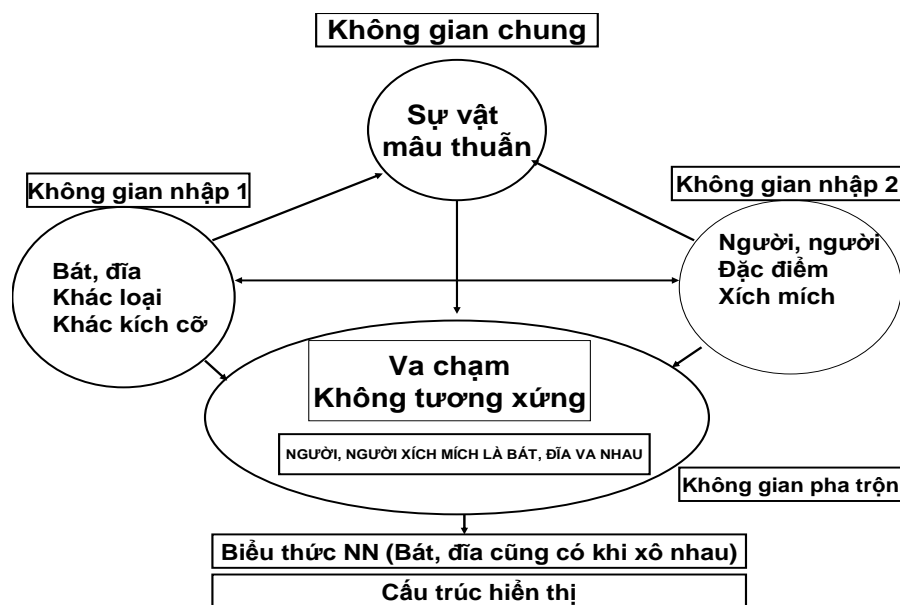 Không gian chung
Sự vật
mâu thuẫn
Không gian nhập 1
Không gian nhập 2
Bát, đĩa
Khác loại
Khác kích cỡ
Người, người
Đặc điểm
Xích mích
Va chạm
Không tương xứng
NGƯỜI, NGƯỜI XÍCH MÍCH LÀ BÁT, ĐĨA VA NHAU
Không gian pha trộn
Biểu thức NN (Bát, đĩa cũng có khi xô nhau)
Cấu trúc hiển thị